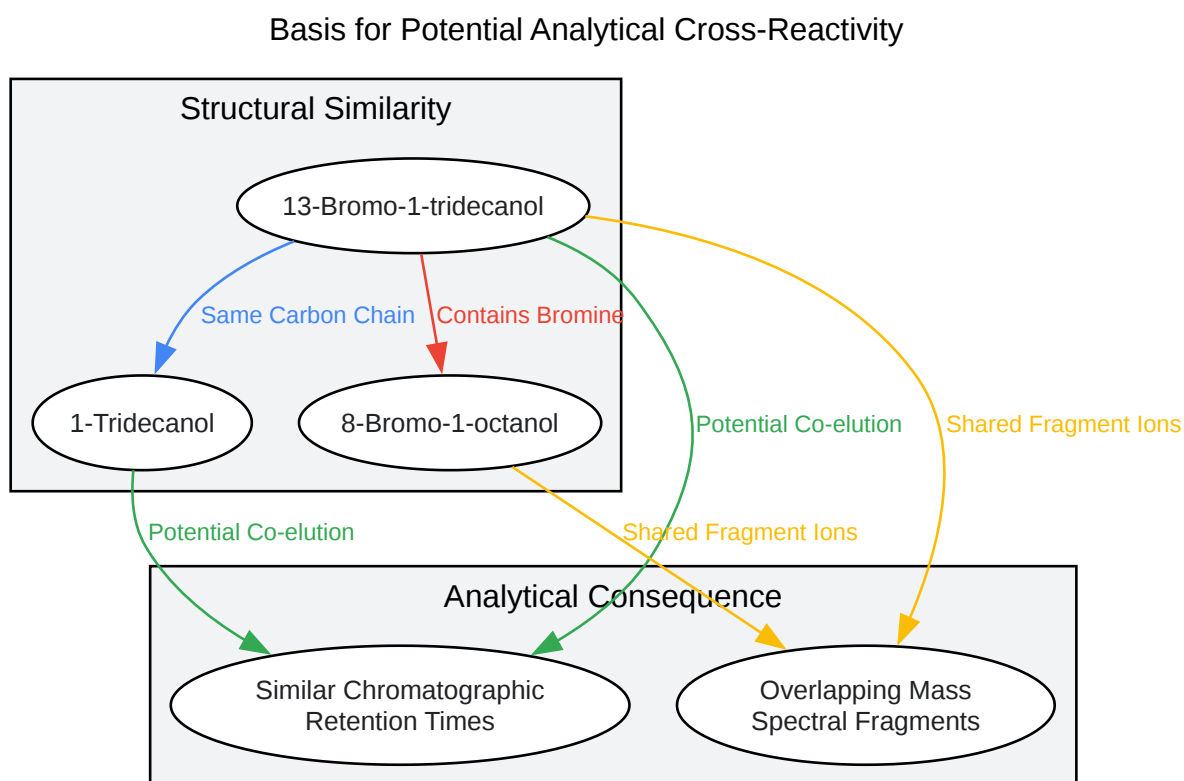 Basis for Potential Analytical Cross-Reactivity
Structural Similarity
13-Bromo-1-tridecanol
Same Carbon Chain
Contains Bromine
1-Tridecanol
8-Bromo-1-octanol
Potential Co-elution
Shared Fragment Ions
Potential Co-elution
Shared Fragment Ions
Analytical Consequence
Similar Chromatographic
Retention Times
Overlapping Mass
Spectral Fragments